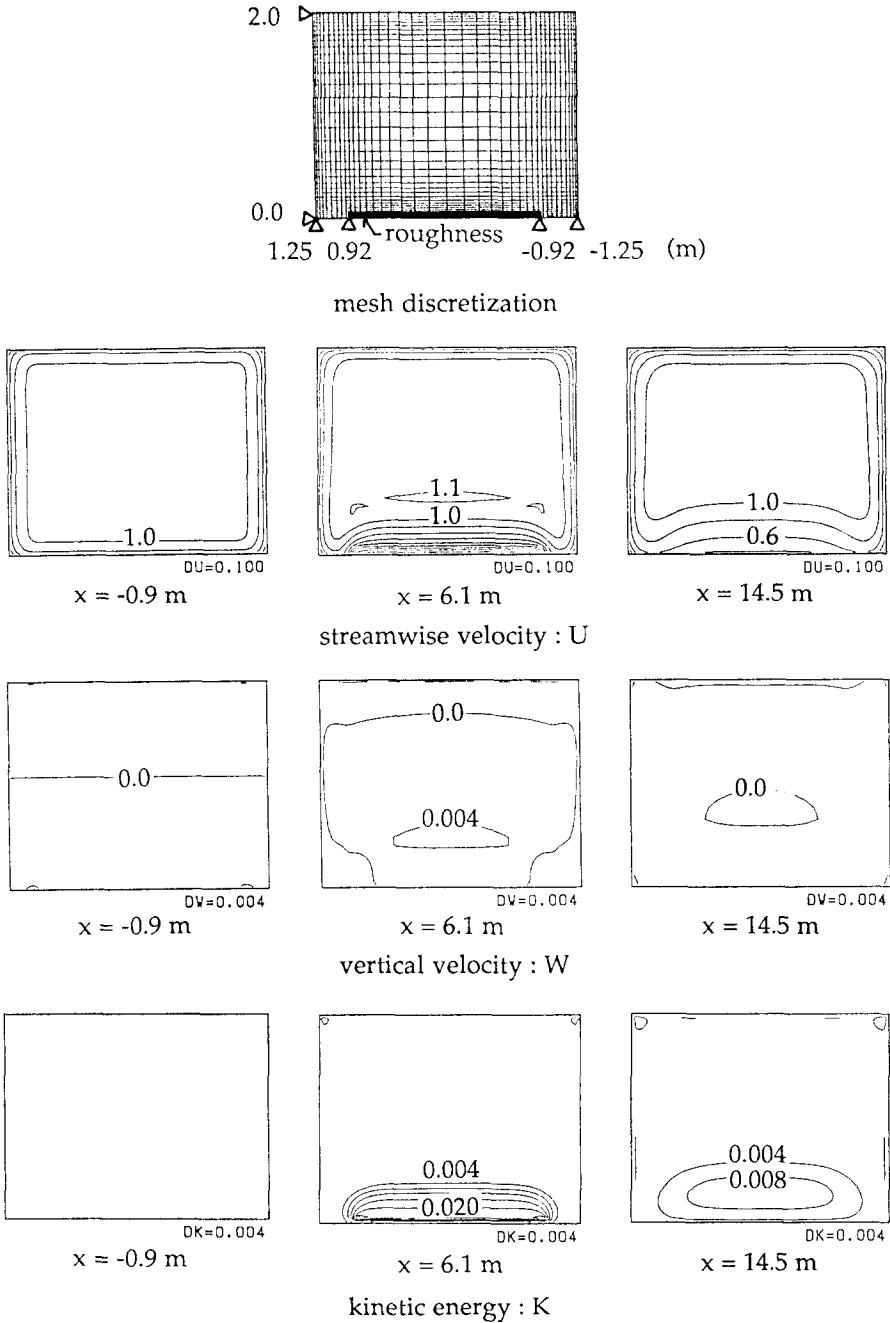 2.0
0.0
roughness
1.25 0.92 -0.92 -1.25 (m)
mesh discretization
1.0
1.1
1.0
1.0
0.6
DU=0.100 DU=0.100 DU=0.100
x = -0.9 m x = 6.1 m x = 14.5 m
streamwise velocity : U
0.0
0.0
0.004
0.0
DW=0.004 DW=0.004 DW=0.004
x = -0.9 m x = 6.1 m x = 14.5 m
vertical velocity : W
0.004
0.020
0.004
0.008
DK=0.004 DK=0.004 DK=0.004
x = -0.9 m x = 6.1 m x = 14.5 m
kinetic energy : K